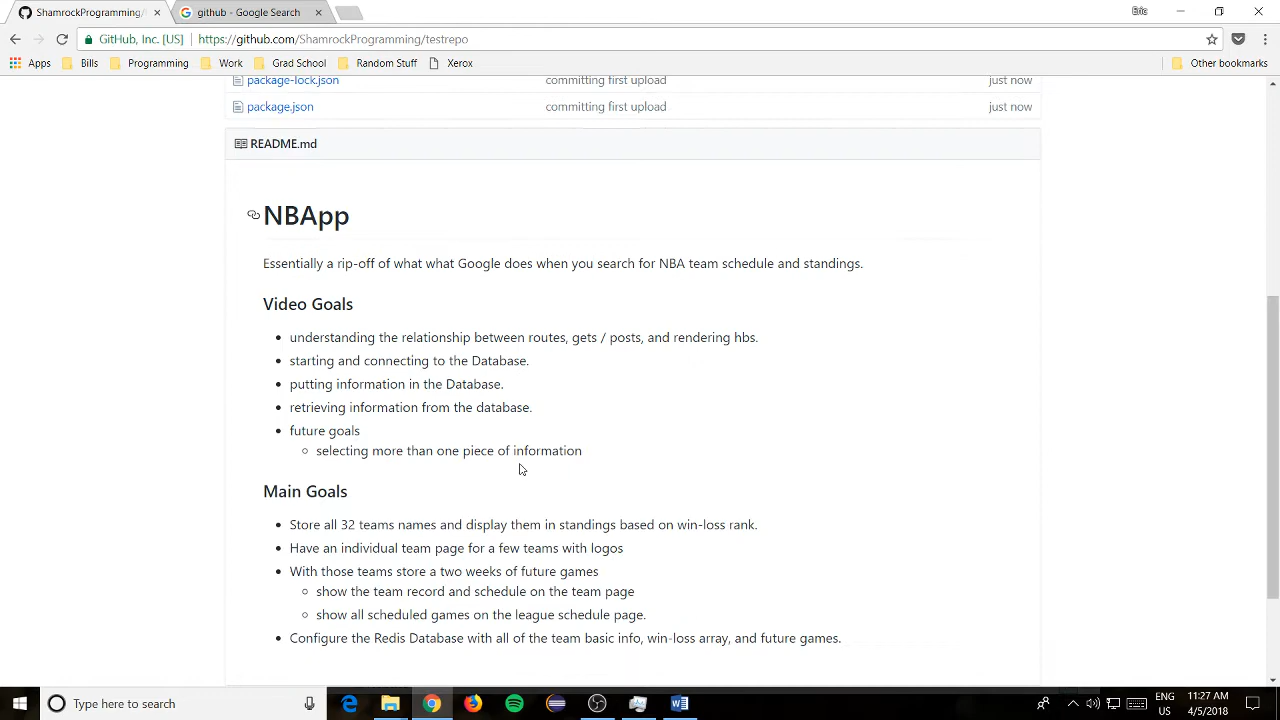 ShamrockProgramming/
github - Google Search
Eric
GitHub, Inc. [US]
https://github.com/ShamrockProgramming/testrepo
Apps Bills Programming Work Grad School Random Stuff Xerox Other bookmarks
package-lock.json committing first upload just now
package.json committing first upload just now
README.md
NBApp
Essentially a rip-off of what what Google does when you search for NBA team schedule and standings.
Video Goals
understanding the relationship between routes, gets / posts, and rendering hbs.
starting and connecting to the Database.
putting information in the Database.
retrieving information from the database.
future goals
selecting more than one piece of information
Main Goals
Store all 32 teams names and display them in standings based on win-loss rank.
Have an individual team page for a few teams with logos
With those teams store a two weeks of future games
show the team record and schedule on the team page
show all scheduled games on the league schedule page.
Configure the Redis Database with all of the team basic info, win-loss array, and future games.
Type here to search
ENG
US
11:27 AM
4/5/2018